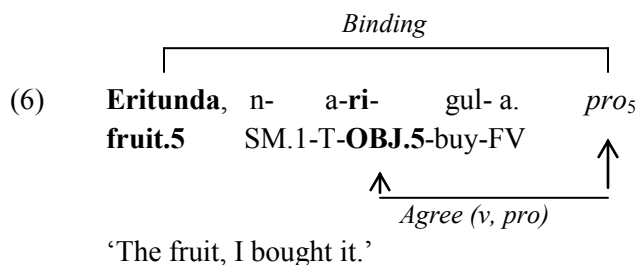 Binding
(6) Eritunda, n- a-ri- gul- a. pro5
fruit.5 SM.1-T-OBJ.5-buy-FV
Agree (v, pro)
‘The fruit, I bought it.’